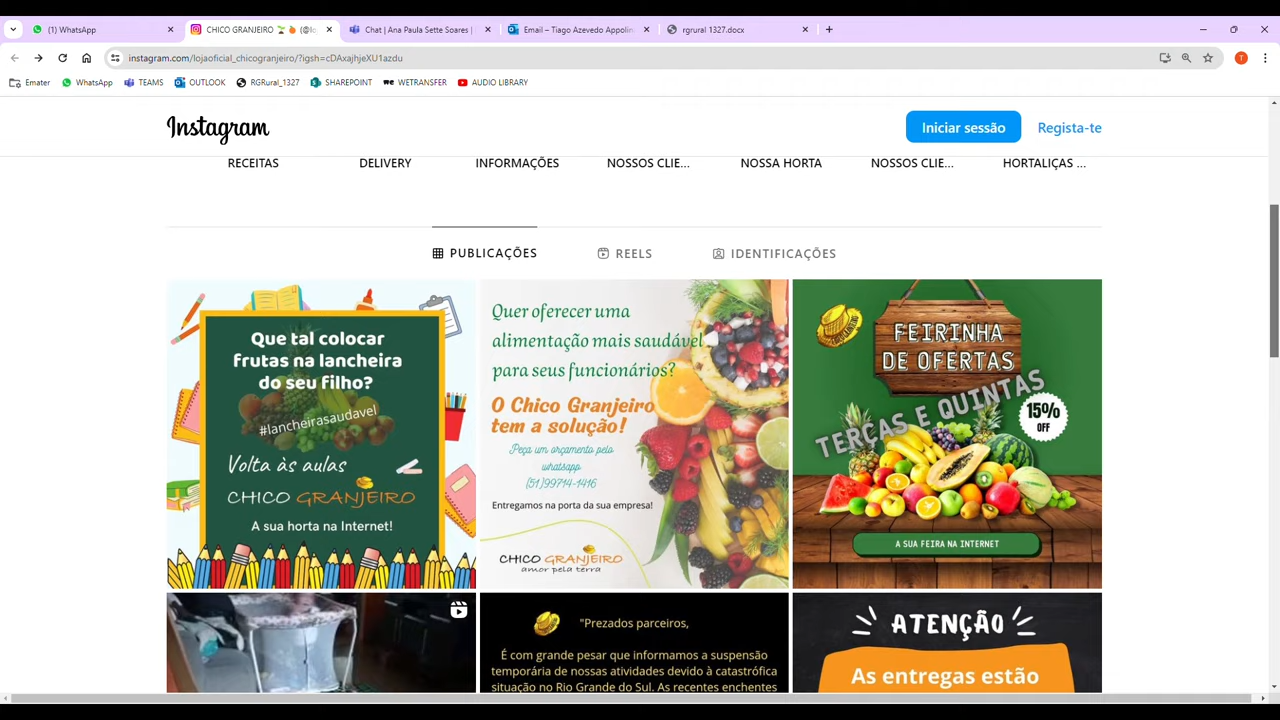 (1) WhatsApp
CHICO GRANJEIRO
(@lo
Chat | Ana Paula Sette Soares |
Email – Tiago Azevedo Appolin
rgrural 1327.docx
instagram.com/lojaoficial_chicogranjeiro/?igsh=cDAxajhjeXU1azdu
T
Emater
WhatsApp
TEAMS
OUTLOOK
RGRural_1327
SHAREPOINT
we WETRANSFER
AUDIO LIBRARY
Instagram
Iniciar sessão
Regista-te
RECEITAS
DELIVERY
INFORMAÇÕES
NOSSOS CLIE...
NOSSA HORTA
NOSSOS CLIE...
HORTALIÇAS ...
PUBLICAÇÕES
REELS
IDENTIFICAÇÕES
Que tal colocar
frutas na lancheira
do seu filho?
#lancheirasaudavel
Volta às aulas
CHICO GRANJEIRO
A sua horta na Internet!
Quer oferecer uma
alimentação mais saudável
para seus funcionários?
O Chico Granjeiro
tem a solução!
Peça um orçamento pelo
whatsapp
(51)99714-1416
Entregamos na porta da sua empresa!
CHICO GRANJEIRO
amor pela terra
FEIRINHA
DE OFERTAS
TERÇAS E QUINTAS
15%
OFF
A SUA FEIRA NA INTERNET
"Prezados parceiros,
É com grande pesar que informamos a suspensão
temporária de nossas atividades devido à catastrófica
situação no Rio Grande do Sul. As recentes enchentes
ATENÇÃO
As entregas estão